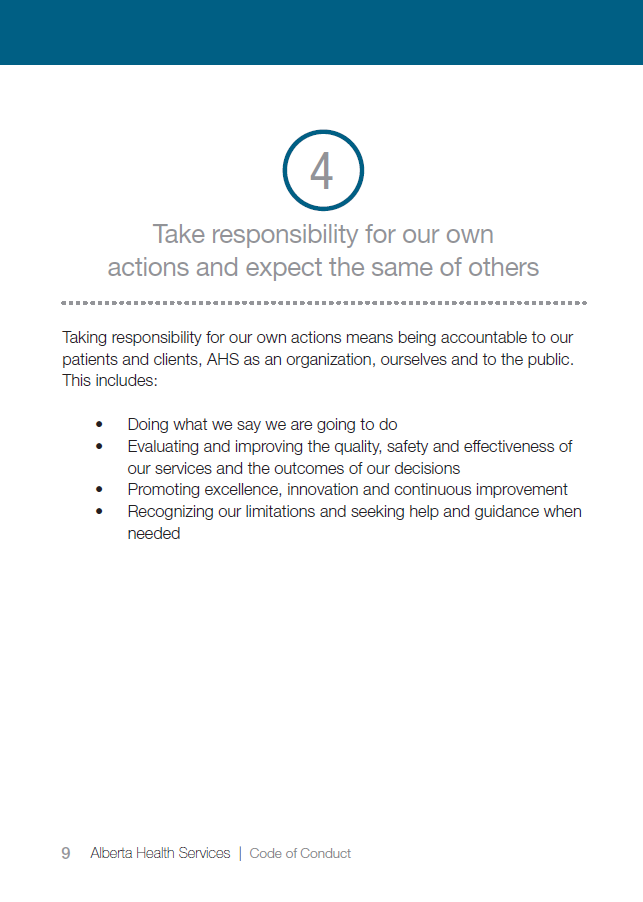 4
Take responsibility for our own
actions and expect the same of others
Taking responsibility for our own actions means being accountable to our
patients and clients, AHS as an organization, ourselves and to the public.
This includes:
• Doing what we say we are going to do
• Evaluating and improving the quality, safety and effectiveness of
our services and the outcomes of our decisions
• Promoting excellence, innovation and continuous improvement
• Recognizing our limitations and seeking help and guidance when
needed
9 Alberta Health Services | Code of Conduct